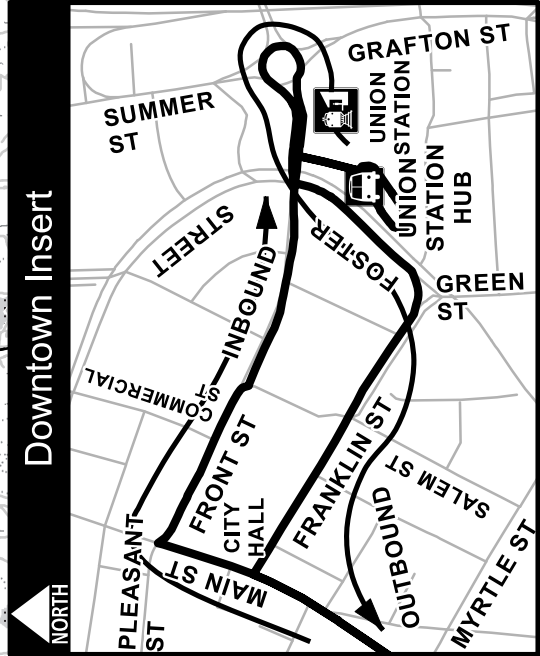 Downtown Insert
NORTH
GRAFTON ST
SUMMER
ST
UNION
STATION
UNION
STATION
HUB
STREET
FOSTER
INBOUND
GREEN
ST
COMMERCIAL
ST
FRONT ST
CITY
HALL
FRANKLIN ST
SALEM ST
PLEASANT
ST
MAIN ST
OUTBOUND
MYRTLE ST